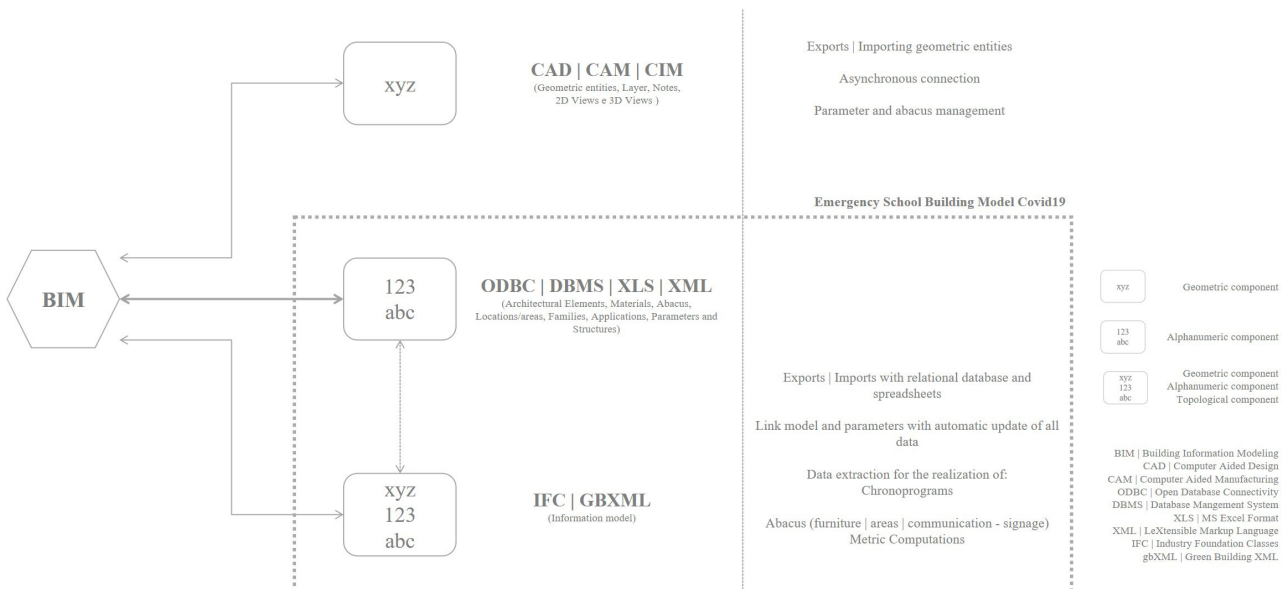 xyz
CAD | CAM | CIM
(Geometric entities, Layer, Notes,
2D Views e 3D Views )
Exports | Importing geometric entities
Asynchronous connection
Parameter and abacus management
Emergency School Building Model Covid19
BIM
123
abc
ODBC | DBMS | XLS | XML
(Architectural Elements, Materials, Abacus,
Locations/areas, Families, Applications, Parameters and
Structures)
Exports | Imports with relational database and
spreadsheets
Link model and parameters with automatic update of all
data
Data extraction for the realization of:
Chronoprograms
Abacus (furniture | areas | communication - signage)
Metric Computations
xyz
123
abc
IFC | GBXML
(Information model)
xyz
Geometric component
123
abc
Alphanumeric component
xyz
123
abc
Geometric component
Alphanumeric component
Topological component
BIM | Building Information Modeling
CAD | Computer Aided Design
CAM | Computer Aided Manufacturing
ODBC | Open Database Connectivity
DBMS | Database Mengement System
XLS | MS Excel Format
XML | LeXtensible Markup Language
IFC | Industry Foundation Classes
gbXML | Green Building XML